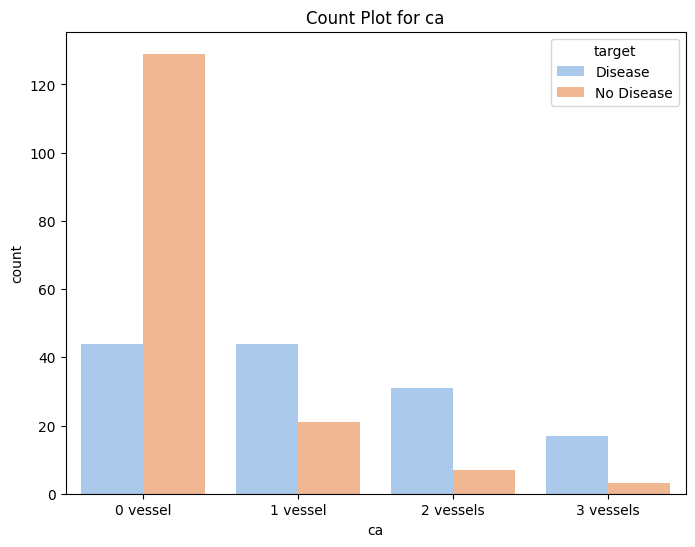 Count Plot for ca
target
Disease
No Disease
120
100
80
60
40
20
0
count
0 vessel
1 vessel
2 vessels
3 vessels
ca